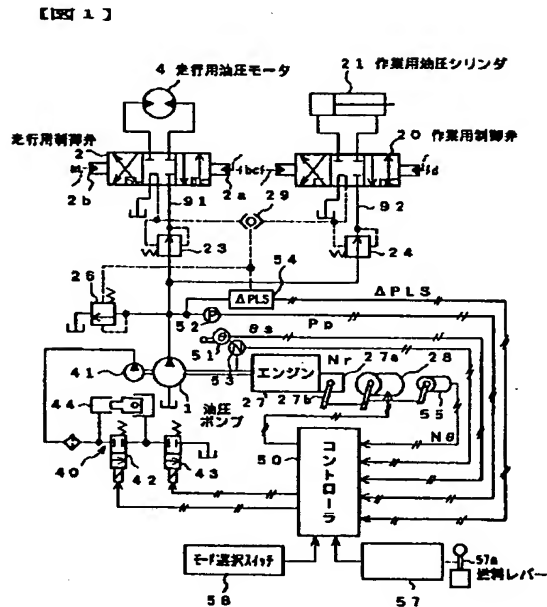 【図1】
4 走行用油圧モータ
21 作業用油圧シリンダ
走行用制御弁
2
20 作業用制御弁
2b
bcf
2a
29
d
91
92
23
24
26
54
ΔPLS
ΔPLS
52
P
Pp
θs
51
N
53
エンジン
Nr
27a
28
41
27b
55
27
44
1
油圧
ポンプ
Nθ
50
コントローラ
40
42
43
モード選択スイッチ
58
57
57a
燃料レバー